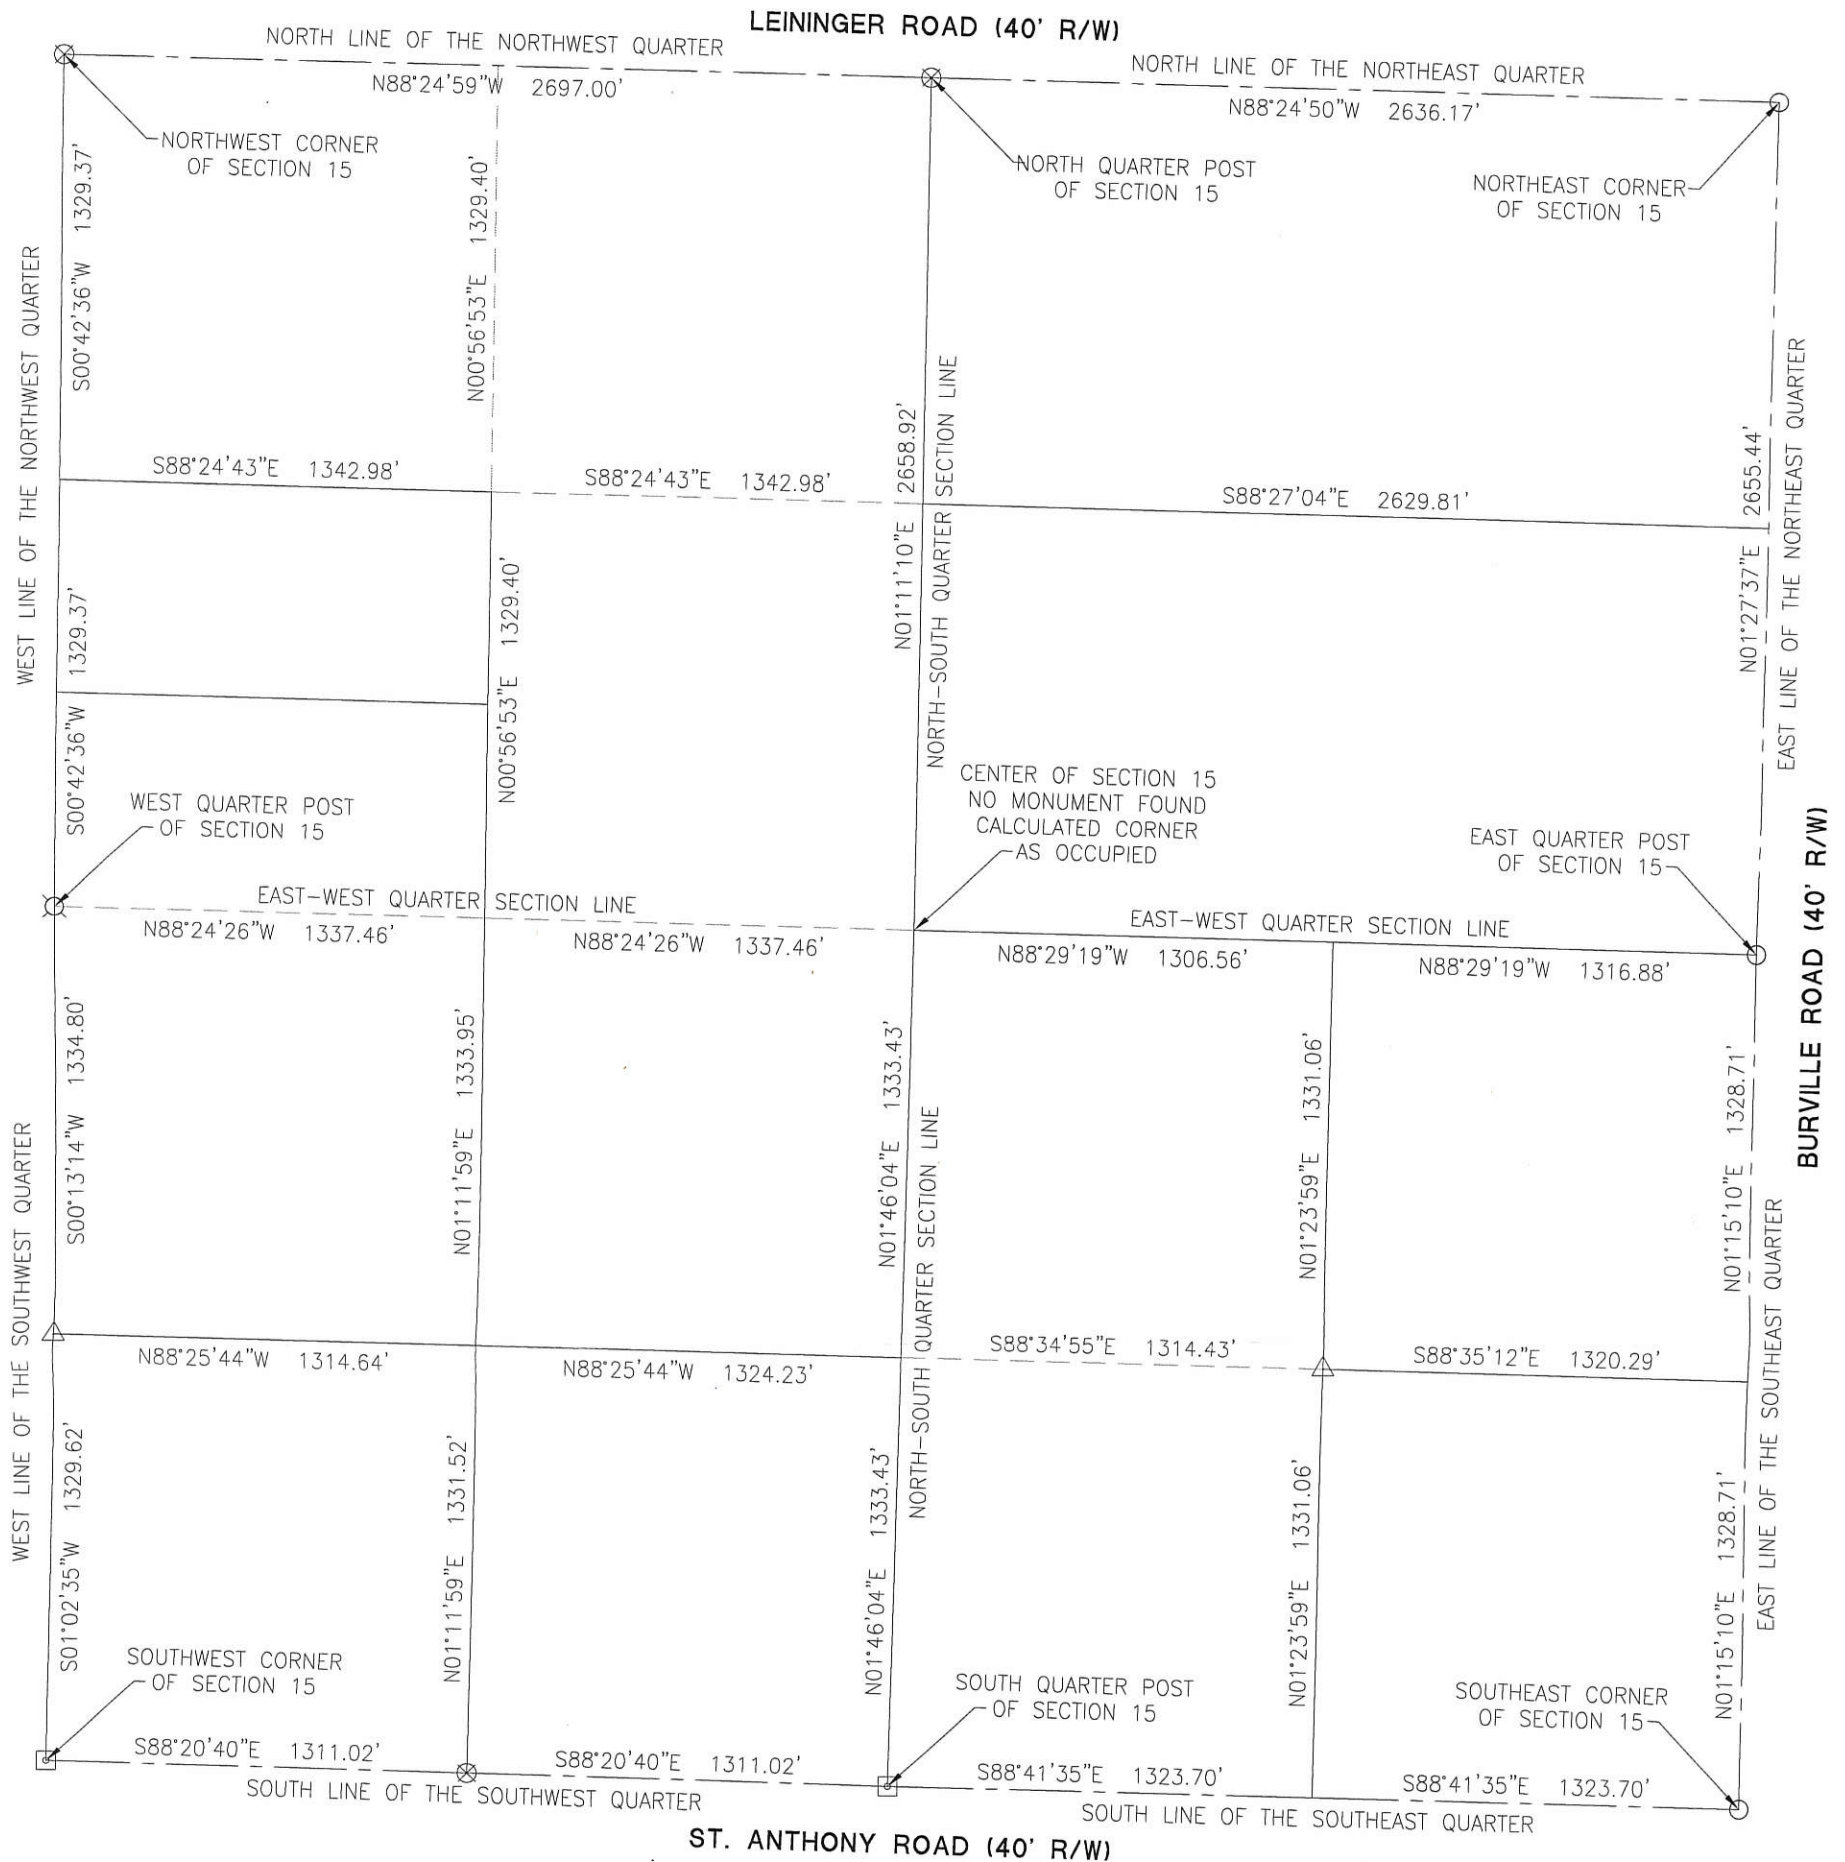 LEININGER ROAD (40' R/W)
NORTH LINE OF THE NORTHWEST QUARTER
N88°24'59"W 2697.00'
NORTH LINE OF THE NORTHEAST QUARTER
N88°24'50"W 2636.17'
NORTHWEST CORNER
OF SECTION 15
NORTH QUARTER POST
OF SECTION 15
NORTHEAST CORNER
OF SECTION 15
WEST LINE OF THE NORTHWEST QUARTER
S00°42'36"W 1329.37'
N00°56'53"E 1329.40'
N01°11'10"E 2658.92'
NORTH-SOUTH QUARTER SECTION LINE
N01°27'37"E 2655.44'
EAST LINE OF THE NORTHEAST QUARTER
S88°24'43"E 1342.98'
S88°24'43"E 1342.98'
S88°27'04"E 2629.81'
S00°42'36"W 1329.37'
N00°56'53"E 1329.40'
WEST QUARTER POST
OF SECTION 15
CENTER OF SECTION 15
NO MONUMENT FOUND
CALCULATED CORNER
AS OCCUPIED
EAST QUARTER POST
OF SECTION 15
BURVILLE ROAD (40' R/W)
EAST-WEST QUARTER SECTION LINE
N88°24'26"W 1337.46'
N88°24'26"W 1337.46'
EAST-WEST QUARTER SECTION LINE
N88°29'19"W 1306.56'
N88°29'19"W 1316.88'
WEST LINE OF THE SOUTHWEST QUARTER
S00°13'14"W 1334.80'
N01°11'59"E 1333.95'
N01°46'04"E 1333.43'
NORTH-SOUTH QUARTER SECTION LINE
N01°23'59"E 1331.06'
N01°15'10"E 1328.71'
EAST LINE OF THE SOUTHEAST QUARTER
N88°25'44"W 1314.64'
N88°25'44"W 1324.23'
S88°34'55"E 1314.43'
S88°35'12"E 1320.29'
S01°02'35"W 1329.62'
N01°11'59"E 1331.52'
N01°46'04"E 1333.43'
N01°23'59"E 1331.06'
N01°15'10"E 1328.71'
SOUTHWEST CORNER
OF SECTION 15
SOUTH QUARTER POST
OF SECTION 15
SOUTHEAST CORNER
OF SECTION 15
S88°20'40"E 1311.02'
S88°20'40"E 1311.02'
SOUTH LINE OF THE SOUTHWEST QUARTER
S88°41'35"E 1323.70'
S88°41'35"E 1323.70'
SOUTH LINE OF THE SOUTHEAST QUARTER
ST. ANTHONY ROAD (40' R/W)